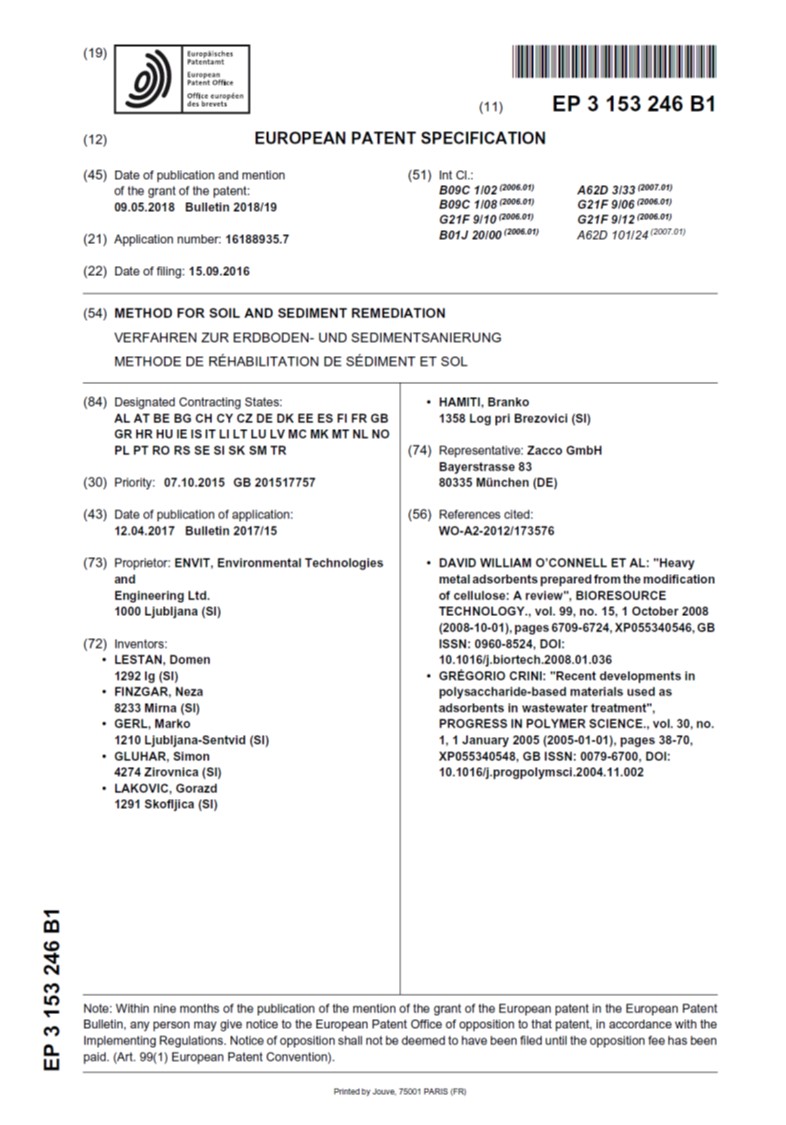 (19)
Europäisches
Patentamt
European
Patent Office
Office européen
des brevets
(11)
EP 3 153 246 B1
(12)
EUROPEAN PATENT SPECIFICATION
(45) Date of publication and mention
of the grant of the patent:
09.05.2018 Bulletin 2018/19
(21) Application number: 16188935.7
(22) Date of filing: 15.09.2016
(51) Int Cl.:
B09C 1/02 (2006.01) A62D 3/33 (2007.01)
B09C 1/08 (2006.01) G21F 9/06 (2006.01)
G21F 9/10 (2006.01) G21F 9/12 (2006.01)
B01J 20/00 (2006.01) A62D 101/24 (2007.01)
(54) METHOD FOR SOIL AND SEDIMENT REMEDIATION
VERFAHREN ZUR ERDBODEN- UND SEDIMENTSANIERUNG
METHODE DE RÉHABILITATION DE SÉDIMENT ET SOL
(84) Designated Contracting States:
AL AT BE BG CH CY CZ DE DK EE ES FI FR GB
GR HR HU IE IS IT LI LT LU LV MC MK MT NL NO
PL PT RO RS SE SI SK SM TR
(30) Priority: 07.10.2015 GB 201517757
(43) Date of publication of application:
12.04.2017 Bulletin 2017/15
(73) Proprietor: ENVIT, Environmental Technologies
and
Engineering Ltd.
1000 Ljubljana (SI)
(72) Inventors:
• LESTAN, Domen
1292 Ig (SI)
• FINZGAR, Neza
8233 Mirna (SI)
• GERL, Marko
1210 Ljubljana-Sentvid (SI)
• GLUHAR, Simon
4274 Zirovnica (SI)
• LAKOVIC, Gorazd
1291 Skofljica (SI)
• HAMITI, Branko
1358 Log pri Brezovici (SI)
(74) Representative: Zacco GmbH
Bayerstrasse 83
80335 München (DE)
(56) References cited:
WO-A2-2012/173576
• DAVID WILLIAM O'CONNELL ET AL: "Heavy
metal adsorbents prepared from the modification
of cellulose: A review", BIORESOURCE
TECHNOLOGY., vol. 99, no. 15, 1 October 2008
(2008-10-01), pages 6709-6724, XP055340546, GB
ISSN: 0960-8524, DOI:
10.1016/j.biortech.2008.01.036
• GRÉGORIO CRINI: "Recent developments in
polysaccharide-based materials used as
adsorbents in wastewater treatment",
PROGRESS IN POLYMER SCIENCE., vol. 30, no.
1, 1 January 2005 (2005-01-01), pages 38-70,
XP055340548, GB ISSN: 0079-6700, DOI:
10.1016/j.progpolymsci.2004.11.002
EP 3 153 246 B1
Note: Within nine months of the publication of the mention of the grant of the European patent in the European Patent
Bulletin, any person may give notice to the European Patent Office of opposition to that patent, in accordance with the
Implementing Regulations. Notice of opposition shall not be deemed to have been filed until the opposition fee has been
paid. (Art. 99(1) European Patent Convention).
Printed by Jouve, 75001 PARIS (FR)